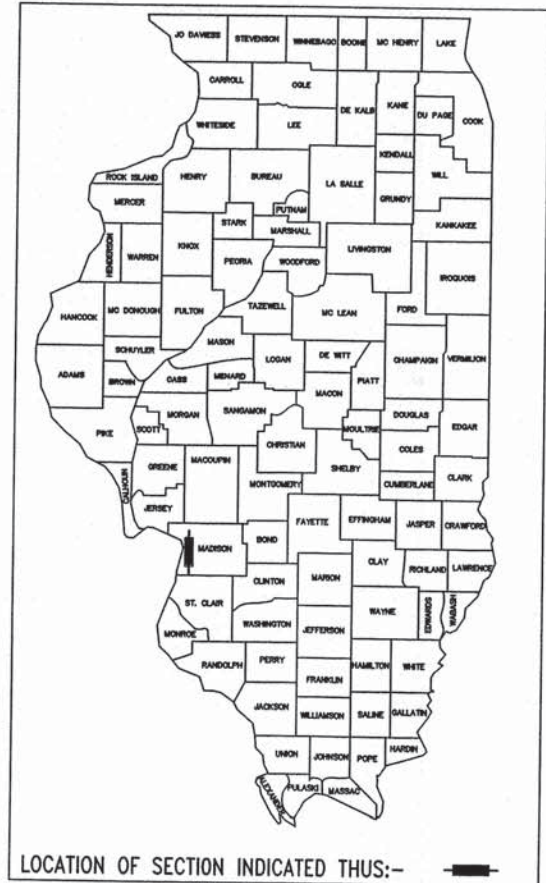 JO DAVIESS STEVENSON WINNEBAGO BOONE MC HENRY LAKE
CARROLL OGLE DE KALB KANE DU PAGE COOK
WHITESIDE LEE
KENDALL
ROCK ISLAND HENRY BUREAU LA SALLE GRUNDY WILL
MERCER PUTNAM
STARK MARSHALL KANKAKEE
HENDERSON WARREN KNOX PEORIA WOODFORD LIVINGSTON IROQUOIS
HANCOCK MC DONOUGH FULTON TAZEWELL MC LEAN FORD
MASON
SCHUYLER LOGAN DE WITT CHAMPAIGN VERMILION
ADAMS BROWN CASS MENARD PIATT
MACON
MORGAN SANGAMON DOUGLAS
PIKE SCOTT CHRISTIAN MOULTRIE EDGAR
COLES
GREENE MACOUPIN SHELBY
CALHOUN MONTGOMERY CUMBERLAND CLARK
JERSEY
FAYETTE EFFINGHAM JASPER CRAWFORD
MADISON BOND
CLAY RICHLAND LAWRENCE
CLINTON MARION
ST. CLAIR WAYNE EDWARDS WABASH
WASHINGTON JEFFERSON
MONROE
RANDOLPH PERRY HAMILTON WHITE
FRANKLIN
JACKSON WILLIAMSON SALINE GALLATIN
UNION JOHNSON POPE HARDIN
ALEXANDER PULASKI MASSAC
LOCATION OF SECTION INDICATED THUS:-